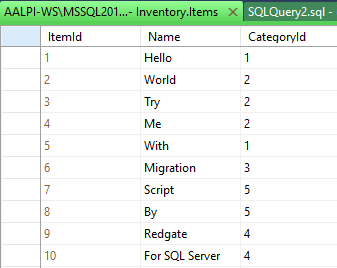 AALPI-WS\MSSQL201...- Inventory.Items SQLQuery2.sql -
ItemId Name CategoryId
1 Hello 1
2 World 2
3 Try 2
4 Me 2
5 With 1
6 Migration 3
7 Script 5
8 By 5
9 Redgate 4
10 For SQL Server 4